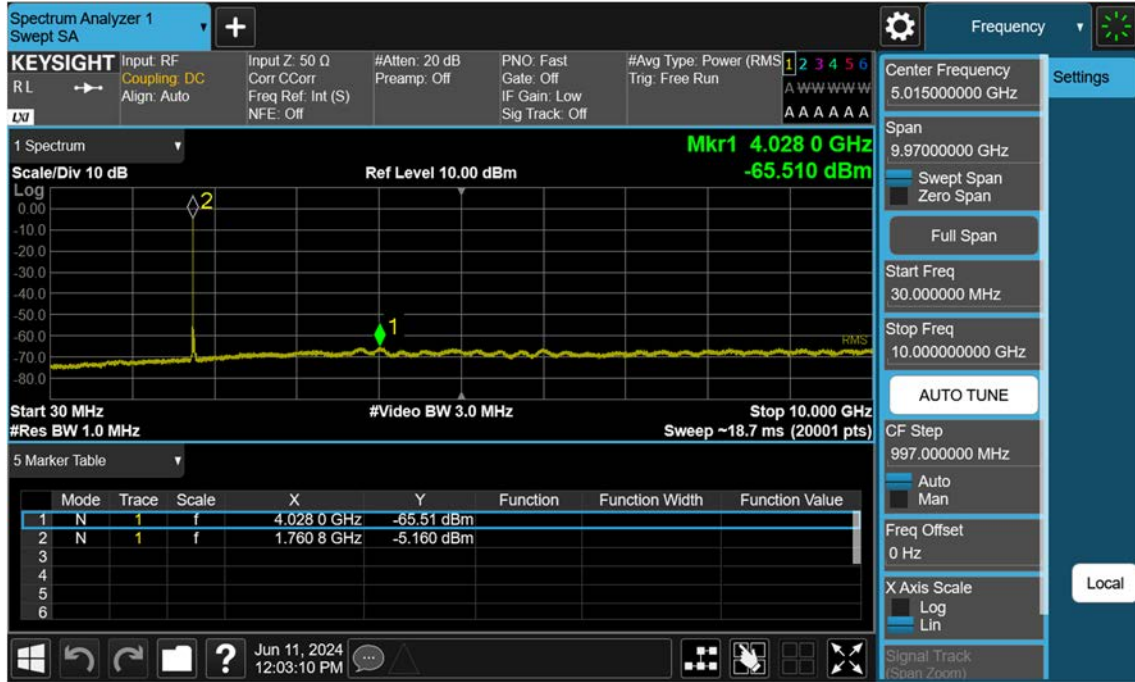 Spectrum Analyzer 1
Swept SA
+
Frequency
KEYSIGHT
R L
LXI
Input: RF
Coupling: DC
Align: Auto
Input Z: 50 Ω
Corr CCorr
Freq Ref: Int (S)
NFE: Off
#Atten: 20 dB
Preamp: Off
PNO: Fast
Gate: Off
IF Gain: Low
Sig Track: Off
#Avg Type: Power (RMS
Trig: Free Run
1 2 3 4 5 6
A W W W W W
A A A A A A
1 Spectrum
Scale/Div 10 dB
Ref Level 10.00 dBm
Mkr1 4.028 0 GHz
-65.510 dBm
Log
0.00
-10.0
-20.0
-30.0
-40.0
-50.0
-60.0
-70.0
-80.0
2
1
RMS
Start 30 MHz
#Video BW 3.0 MHz
Stop 10.000 GHz
#Res BW 1.0 MHz
Sweep ~18.7 ms (20001 pts)
5 Marker Table
Mode Trace Scale X Y Function Function Width Function Value
1 N 1 f 4.028 0 GHz -65.51 dBm
2 N 1 f 1.760 8 GHz -5.160 dBm
3
4
5
6
?
Jun 11, 2024
12:03:10 PM
Center Frequency
5.015000000 GHz
Span
9.97000000 GHz
Swept Span
Zero Span
Full Span
Start Freq
30.000000 MHz
Stop Freq
10.000000000 GHz
AUTO TUNE
CF Step
997.000000 MHz
Auto
Man
Freq Offset
0 Hz
X Axis Scale
Log
Lin
Signal Track
(Span Zoom)
Settings
Local